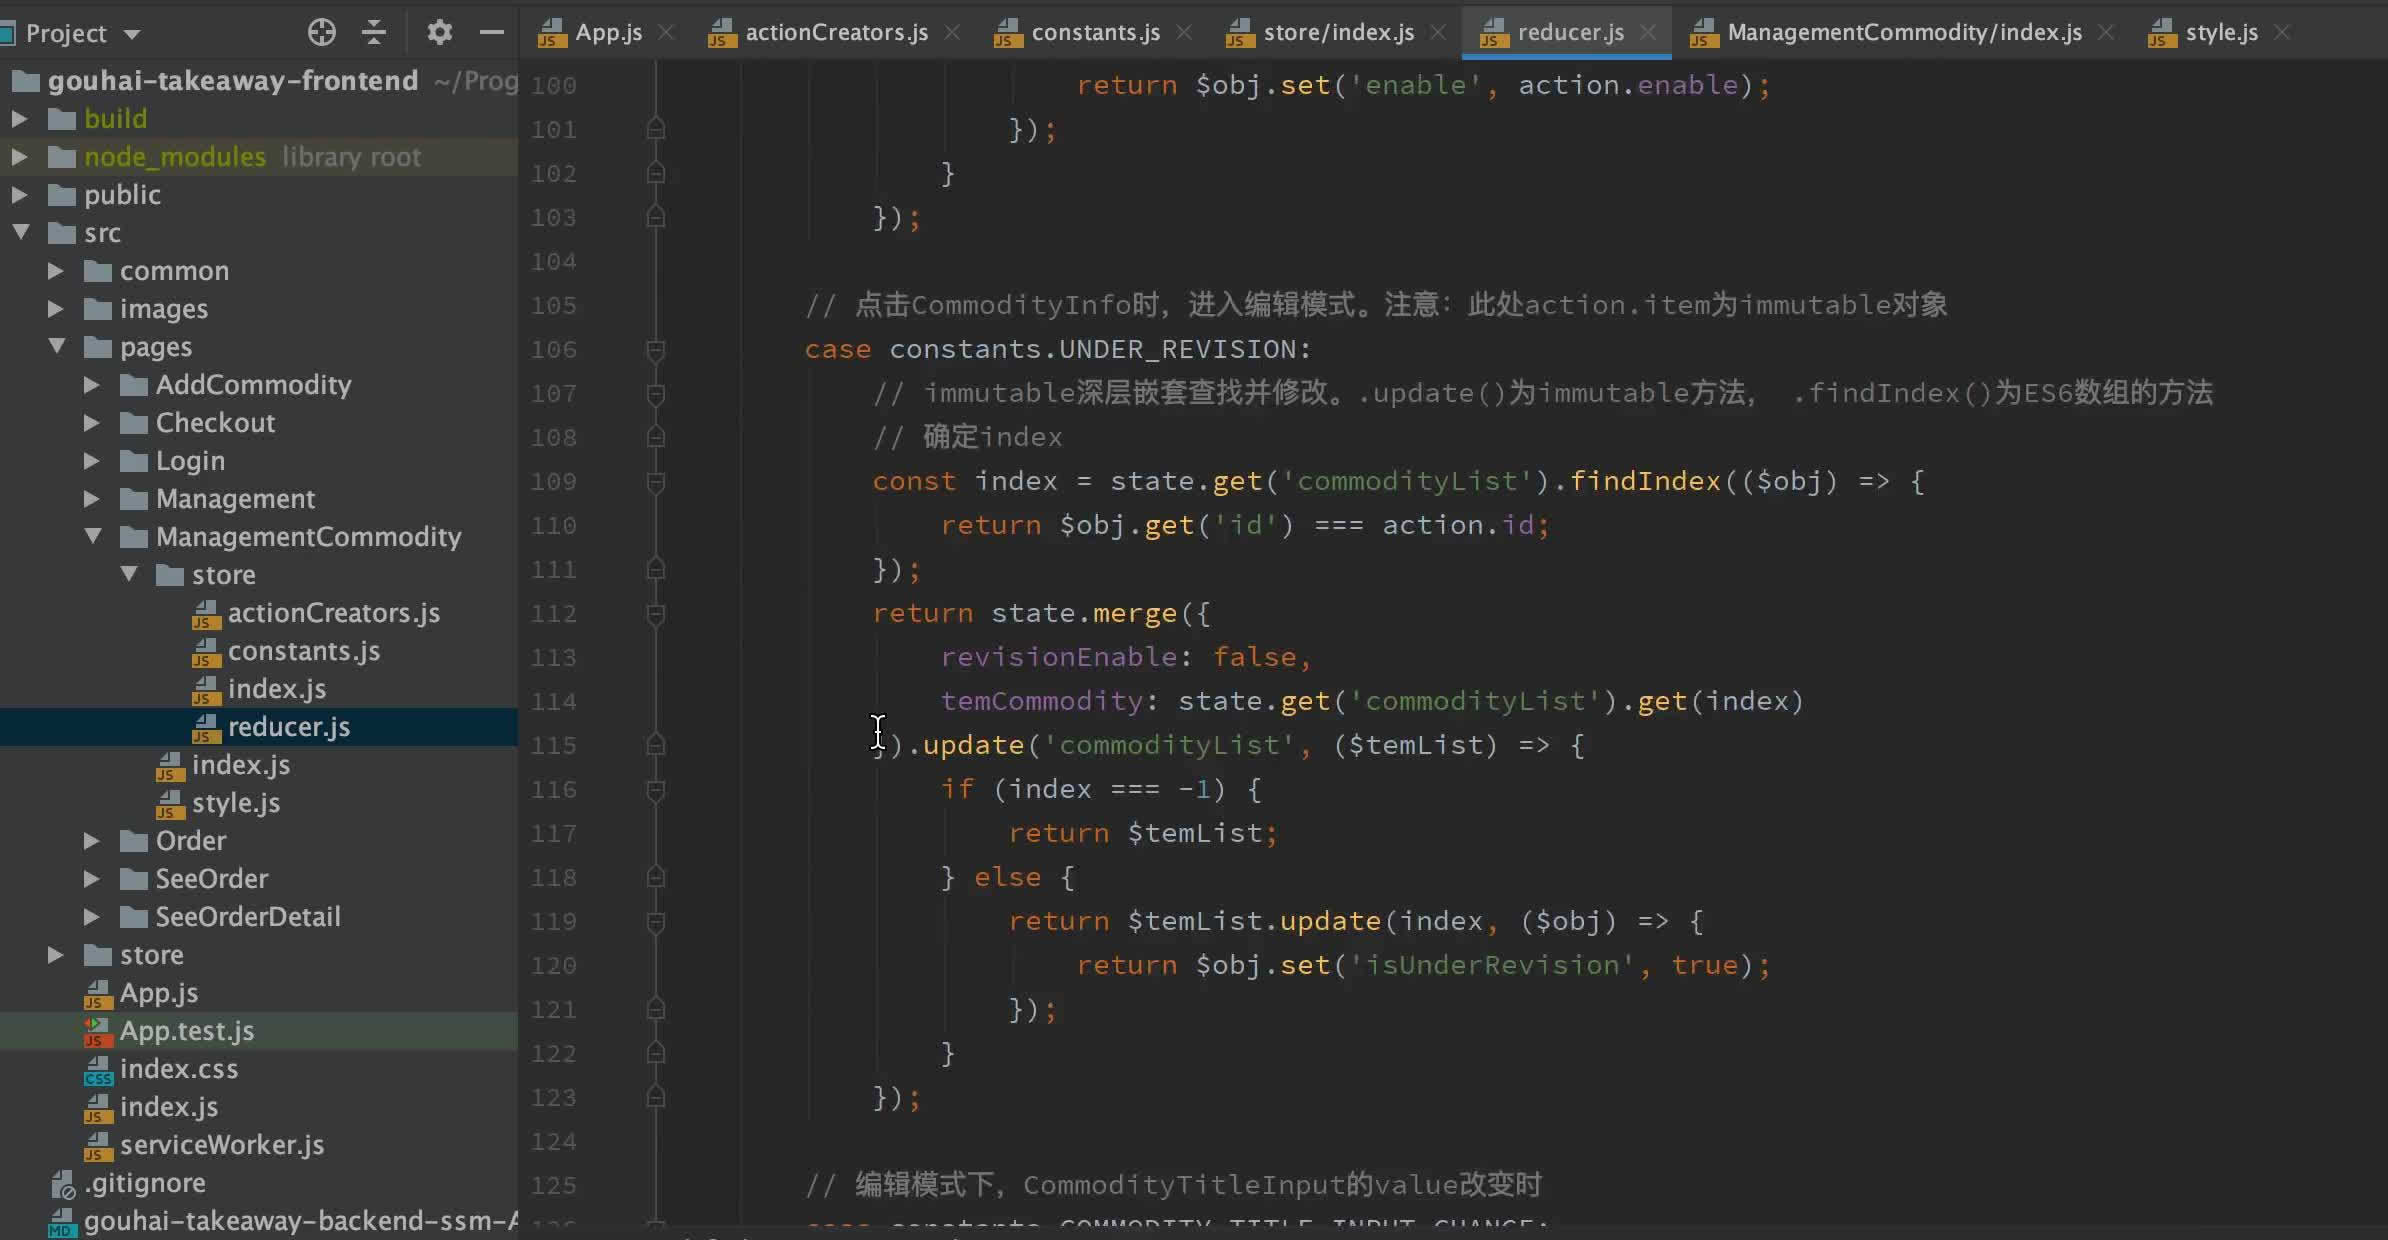 Project
App.js
actionCreators.js
constants.js
store/index.js
reducer.js
ManagementCommodity/index.js
style.js
gouhai-takeaway-frontend ~/Prog
build
node_modules library root
public
src
common
images
pages
AddCommodity
Checkout
Login
Management
ManagementCommodity
store
actionCreators.js
constants.js
index.js
reducer.js
index.js
style.js
Order
SeeOrder
SeeOrderDetail
store
App.js
App.test.js
index.css
index.js
serviceWorker.js
.gitignore
gouhai-takeaway-backend-ssm-A
100 return $obj.set('enable', action.enable);
101 });
102 }
103 });
104
105 // 点击CommodityInfo时，进入编辑模式。注意：此处action.item为immutable对象
106 case constants.UNDER_REVISION:
107 // immutable深层嵌套查找并修改。.update()为immutable方法， .findIndex()为ES6数组的方法
108 // 确定index
109 const index = state.get('commodityList').findIndex(($obj) => {
110 return $obj.get('id') === action.id;
111 });
112 return state.merge({
113 revisionEnable: false,
114 temCommodity: state.get('commodityList').get(index)
115 }).update('commodityList', ($temList) => {
116 if (index === -1) {
117 return $temList;
118 } else {
119 return $temList.update(index, ($obj) => {
120 return $obj.set('isUnderRevision', true);
121 });
122 }
123 });
124
125 // 编辑模式下，CommodityTitleInput的value改变时
126 case constants.COMMODITY_TITLE_INPUT_CHANGE: